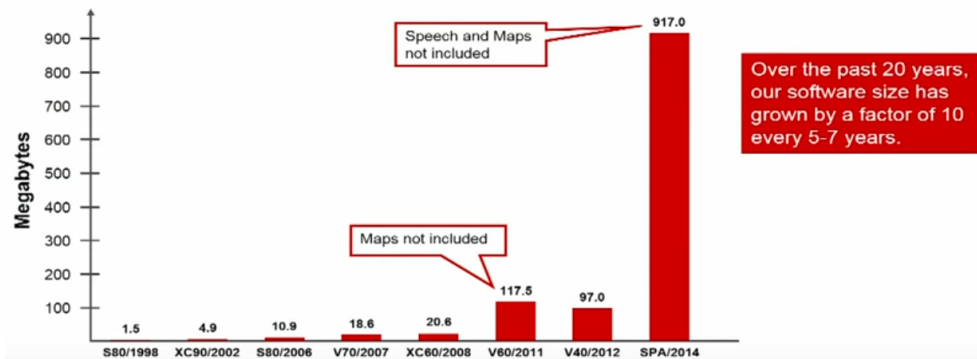 Megabytes
900
800
700
600
500
400
300
200
100
Speech and Maps
not included
917.0
Over the past 20 years,
our software size has
grown by a factor of 10
every 5-7 years.
Maps not included
1.5
4.9
10.9
18.6
20.6
117.5
97.0
S80/1998
XC90/2002
S80/2006
V70/2007
XC60/2008
V60/2011
V40/2012
SPA/2014